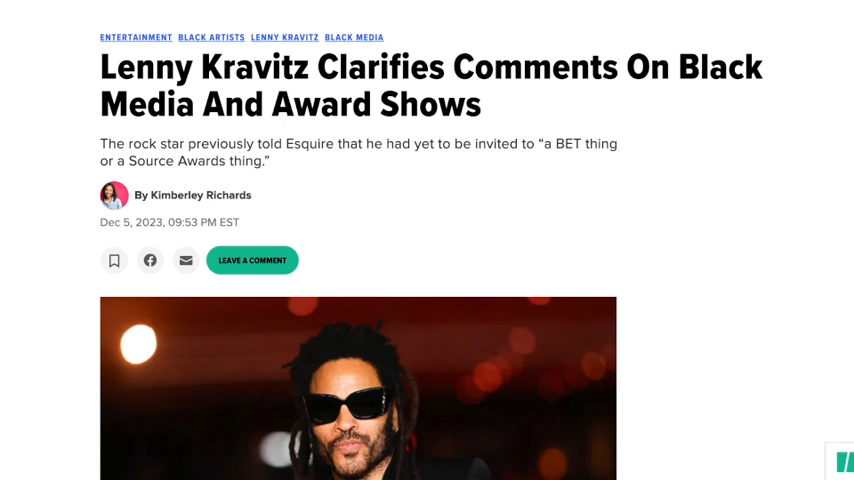 ENTERTAINMENT BLACK ARTISTS LENNY KRAVITZ BLACK MEDIA
Lenny Kravitz Clarifies Comments On Black
Media And Award Shows
The rock star previously told Esquire that he had yet to be invited to “a BET thing
or a Source Awards thing.”
By Kimberley Richards
Dec 5, 2023, 09:53 PM EST
LEAVE A COMMENT